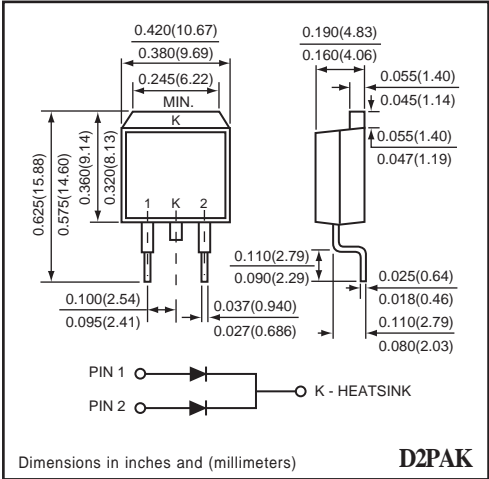 0.420(10.67)
0.380(9.69)
0.245(6.22)
MIN.
K
0.190(4.83)
0.160(4.06)
0.055(1.40)
0.045(1.14)
0.055(1.40)
0.047(1.19)
0.625(15.88)
0.575(14.60)
0.360(9.14)
0.320(8.13)
1 K 2
0.110(2.79)
0.090(2.29)
0.025(0.64)
0.018(0.46)
0.100(2.54)
0.095(2.41)
0.037(0.940)
0.027(0.686)
0.110(2.79)
0.080(2.03)
PIN 1
PIN 2
K - HEATSINK
Dimensions in inches and (millimeters)
D2PAK